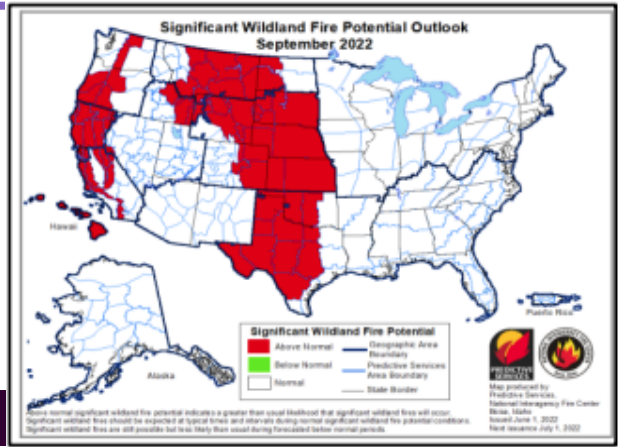 Significant Wildland Fire Potential Outlook
September 2022
Hawaii
Alaska
Puerto Rico
Significant Wildland Fire Potential
Above Normal
Below Normal
Normal
Geographic Area
Boundary
Predictive Services
Area Boundary
State Border
PREDICTIVE
SERVICES
Map produced by
Predictive Services,
National Interagency Fire Center
Boise, Idaho
Issued June 1, 2022
Next issuance July 1, 2022
Above normal significant wildland fire potential indicates a greater than usual likelihood that significant wildland fires will occur.
Significant wildland fires should be expected at typical times and intervals during normal significant wildland fire potential conditions.
Significant wildland fires are still possible but less likely than usual during forecasted below normal periods.